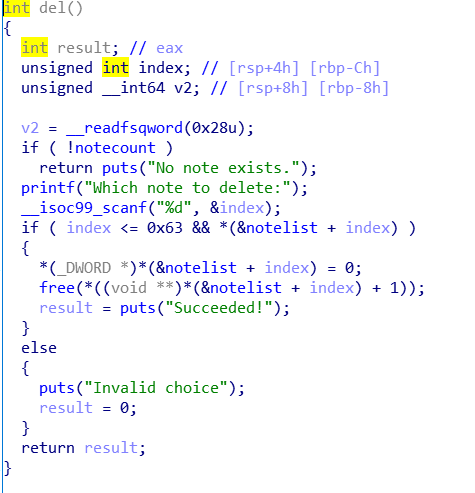 int del()
{
  int result; // eax
  unsigned int index; // [rsp+4h] [rbp-Ch]
  unsigned __int64 v2; // [rsp+8h] [rbp-8h]

  v2 = __readfsqword(0x28u);
  if ( !notecount )
    return puts("No note exists.");
  printf("Which note to delete:");
  __isoc99_scanf("%d", &index);
  if ( index <= 0x63 && *(&notelist + index) )
  {
    *(_DWORD *)*(&notelist + index) = 0;
    free(*((void **)*(&notelist + index) + 1));
    result = puts("Succeeded!");
  }
  else
  {
    puts("Invalid choice");
    result = 0;
  }
  return result;
}